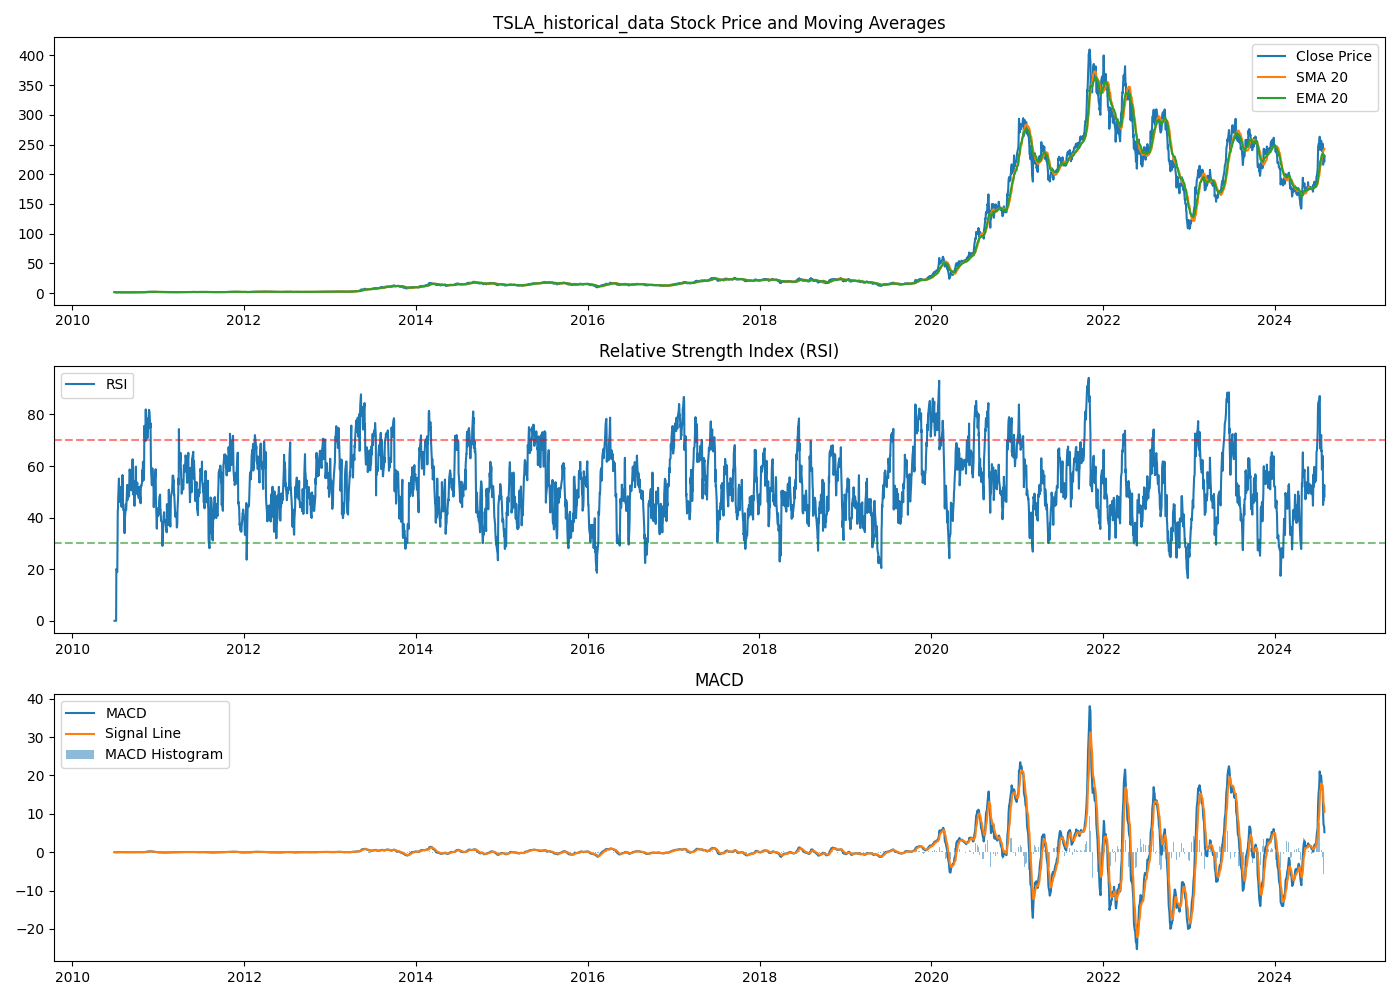 TSLA_historical_data Stock Price and Moving Averages
400
350
300
250
200
150
100
50
0
Close Price
SMA 20
EMA 20
2010 2012 2014 2016 2018 2020 2022 2024
Relative Strength Index (RSI)
RSI
80
60
40
20
0
2010 2012 2014 2016 2018 2020 2022 2024
MACD
40
30
20
10
0
−10
−20
MACD
Signal Line
MACD Histogram
2010 2012 2014 2016 2018 2020 2022 2024